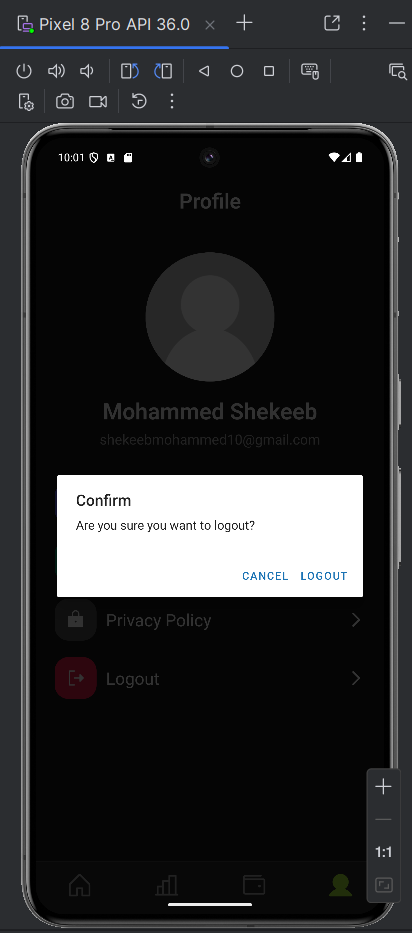 Pixel 8 Pro API 36.0
10:01
Profile
Mohammed Shekeeb
shekeebmohammed10@gmail.com
Confirm
Are you sure you want to logout?
CANCEL LOGOUT
Privacy Policy
Logout
1:1